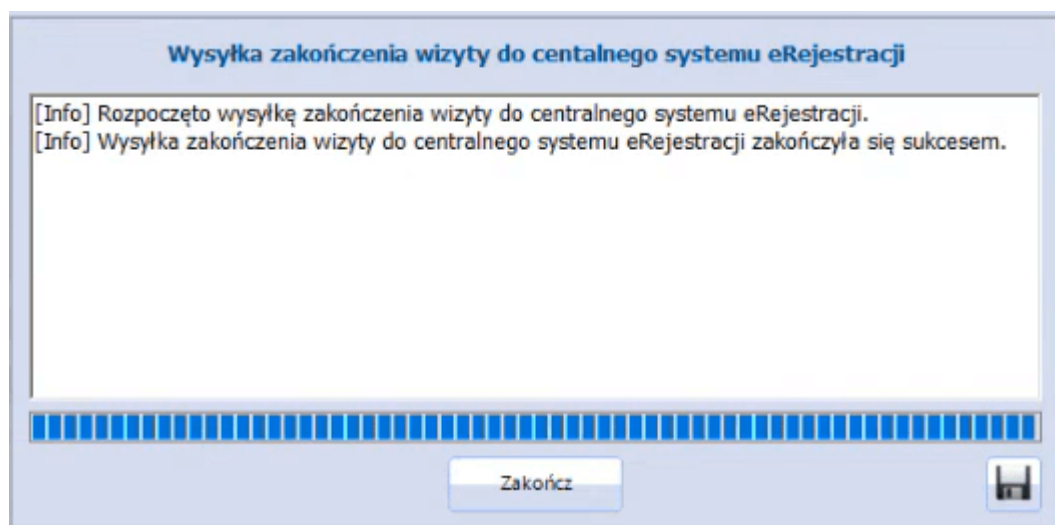 Wysyłka zakończenia wizyty do centalnego systemu eRejestracji
[Info] Rozpoczęto wysyłkę zakończenia wizyty do centralnego systemu eRejestracji.
[Info] Wysyłka zakończenia wizyty do centralnego systemu eRejestracji zakończyła się sukcesem.
Zakończ